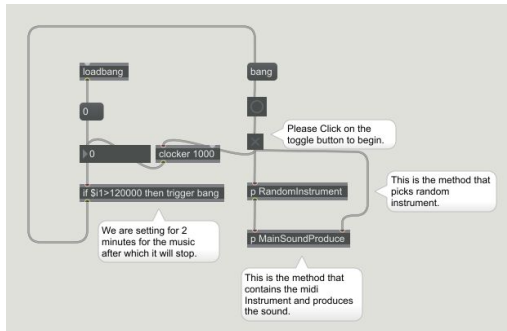 loadbang
bang
0
Please Click on the
toggle button to begin.
0
clocker 1000
This is the method that
picks random
instrument.
if $i1>120000 then trigger bang
p RandomInstrument
We are setting for 2
minutes for the music
after which it will stop.
p MainSoundProduce
This is the method that
contains the midi
Instrument and produces
the sound.